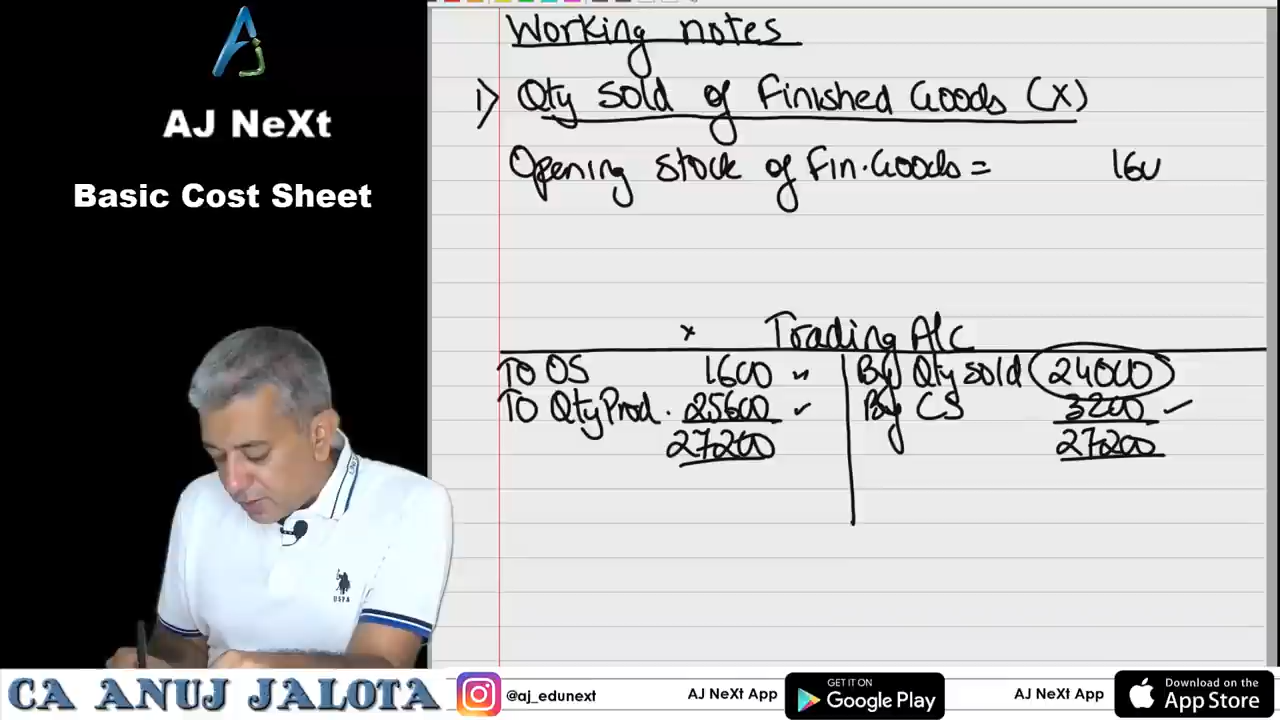 AJ NeXt
Basic Cost Sheet
Working notes
1) Qty sold of Finished Goods (X)
Opening stock of Fin. Goods = 160
x Trading A/c
To OS 1600 By Qty sold 24000
To Qty Prod. 25600 By CS 3200
27200 27200
USPA
CA ANUJ JALOTA @aj_edunext AJ NeXt App GET IT ON Google Play AJ NeXt App Download on the App Store